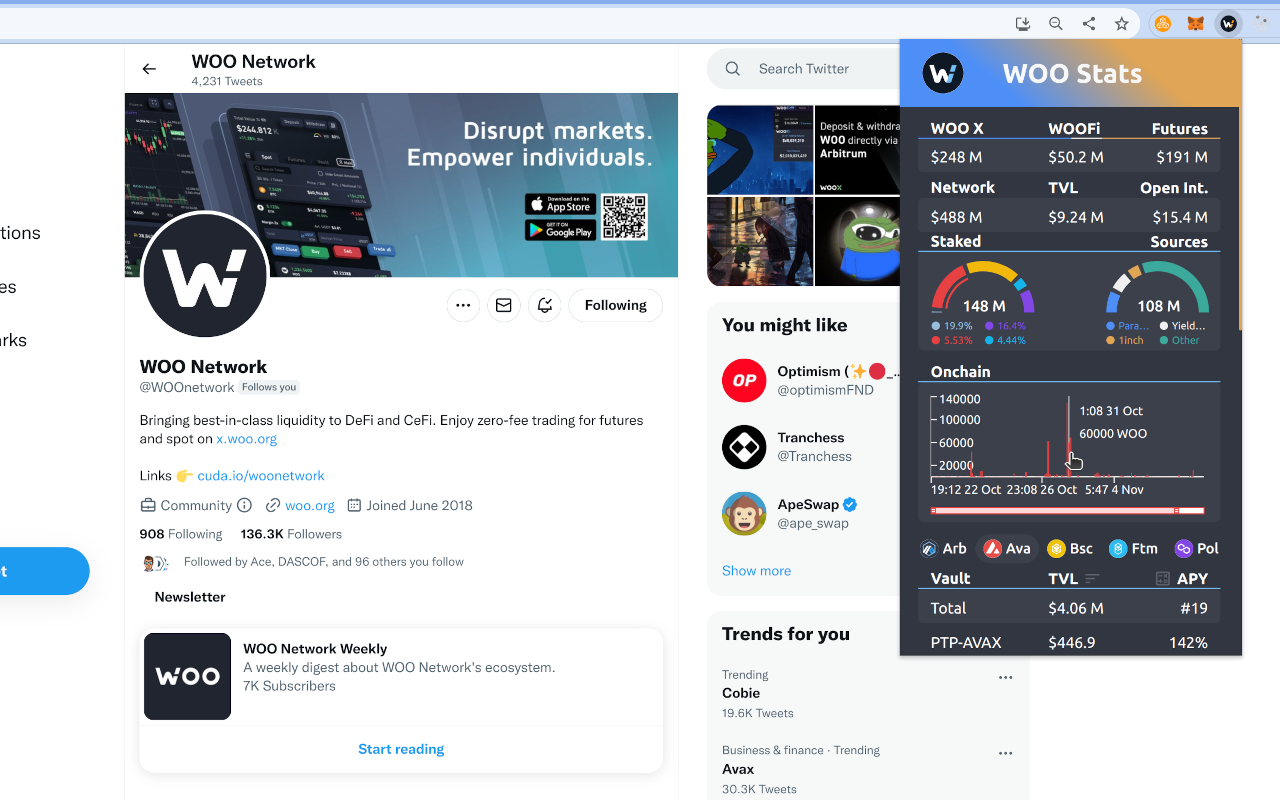 WOO Network
4,231 Tweets
Search Twitter
tions
es
rks
t
$244.812 K
Spot
Buy
Sell
Disrupt markets.
Empower individuals.
Download on the
App Store
GET IT ON
Google Play
Following
WOO Network
@WOOnetwork Follows you
Bringing best-in-class liquidity to DeFi and CeFi. Enjoy zero-fee trading for futures
and spot on x.woo.org
Links 👉 cuda.io/woonetwork
Community woo.org Joined June 2018
908 Following 136.3K Followers
Followed by Ace, DASCOF, and 96 others you follow
Newsletter
WOO
WOO Network Weekly
A weekly digest about WOO Network's ecosystem.
7K Subscribers
Start reading
Deposit & withdra
WOO directly via
Arbitrum
WOOX
You might like
OP
Optimism (✨🔴_...
@optimismFND
Tranchess
@Tranchess
ApeSwap
@ape_swap
Show more
Trends for you
Trending
Cobie
19.6K Tweets
Business & finance · Trending
Avax
30.3K Tweets
WOO Stats
WOO X WOOFi Futures
$248 M $50.2 M $191 M
Network TVL Open Int.
$488 M $9.24 M $15.4 M
Staked Sources
148 M 108 M
19.9% 16.4% Para... Yield...
5.53% 4.44% 1inch Other
Onchain
140000
100000
60000
20000
1:08 31 Oct
60000 WOO
19:12 22 Oct 23:08 26 Oct 5:47 4 Nov
Arb Ava Bsc Ftm Pol
Vault TVL APY
Total $4.06 M #19
PTP-AVAX $446.9 142%